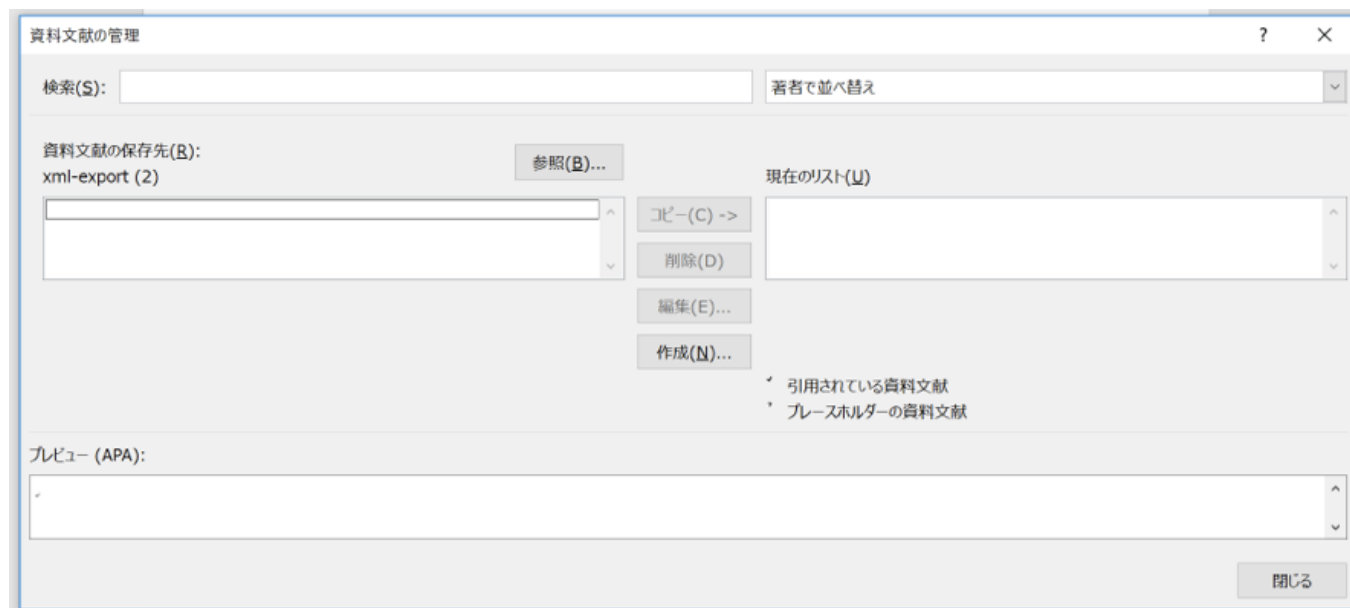 資料文献の管理
検索(S):
著者で並べ替え
資料文献の保存先(R):
xml-export (2)
参照(B)...
現在のリスト(U)
コピー(C) ->
削除(D)
編集(E)...
作成(N)...
引用されている資料文献
プレースホルダーの資料文献
プレビュー (APA):
閉じる